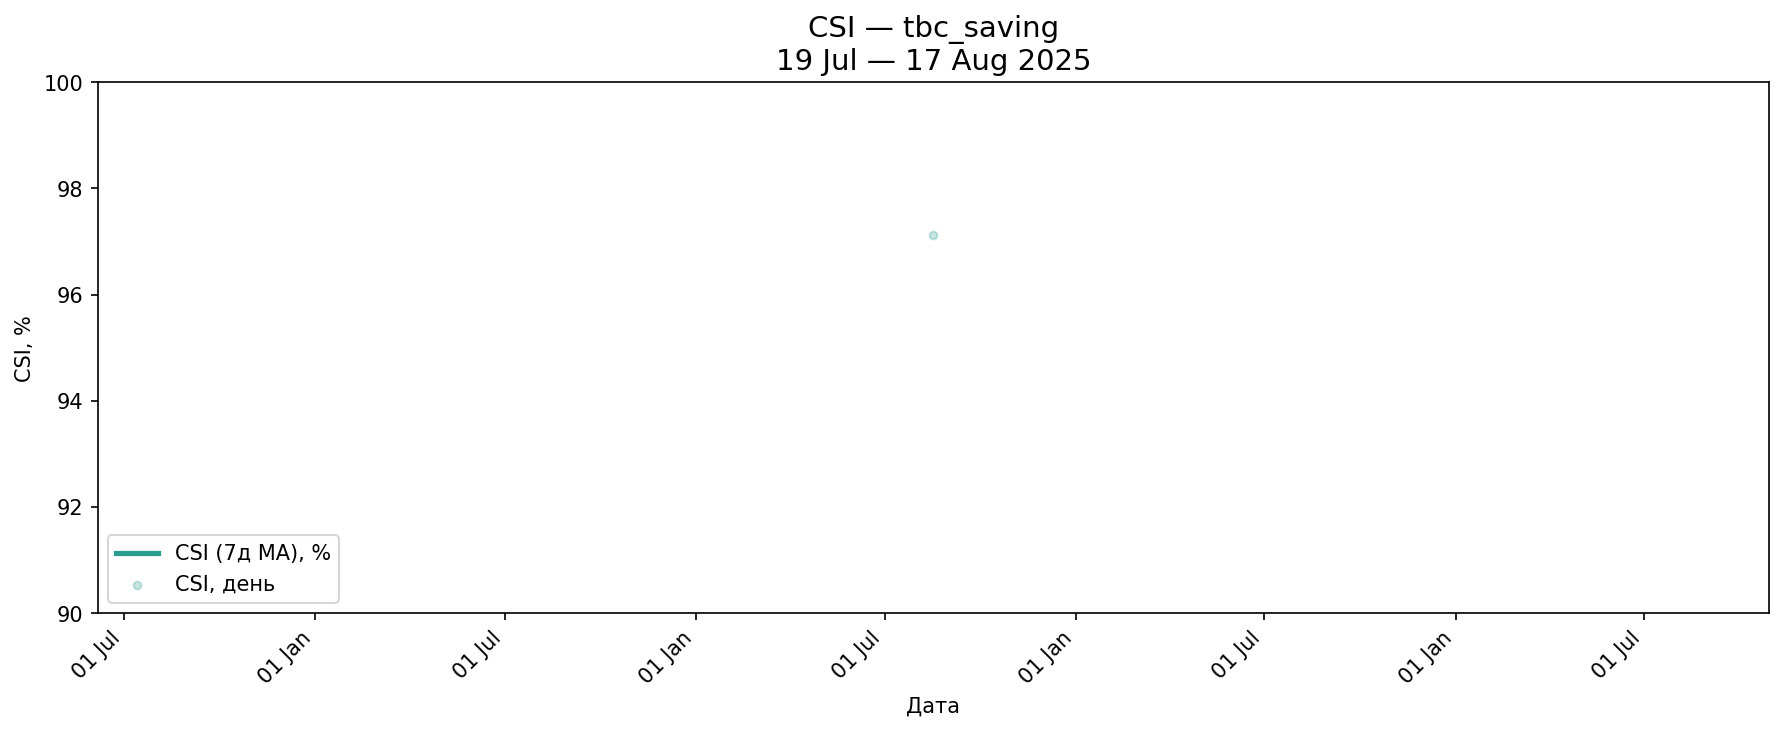 CSI — tbc_saving
19 Jul — 17 Aug 2025
100
98
96
94
92
90
CSI, %
CSI (7д MA), %
CSI, день
01 Jul
01 Jan
01 Jul
01 Jan
01 Jul
01 Jan
01 Jul
01 Jan
01 Jul
Дата